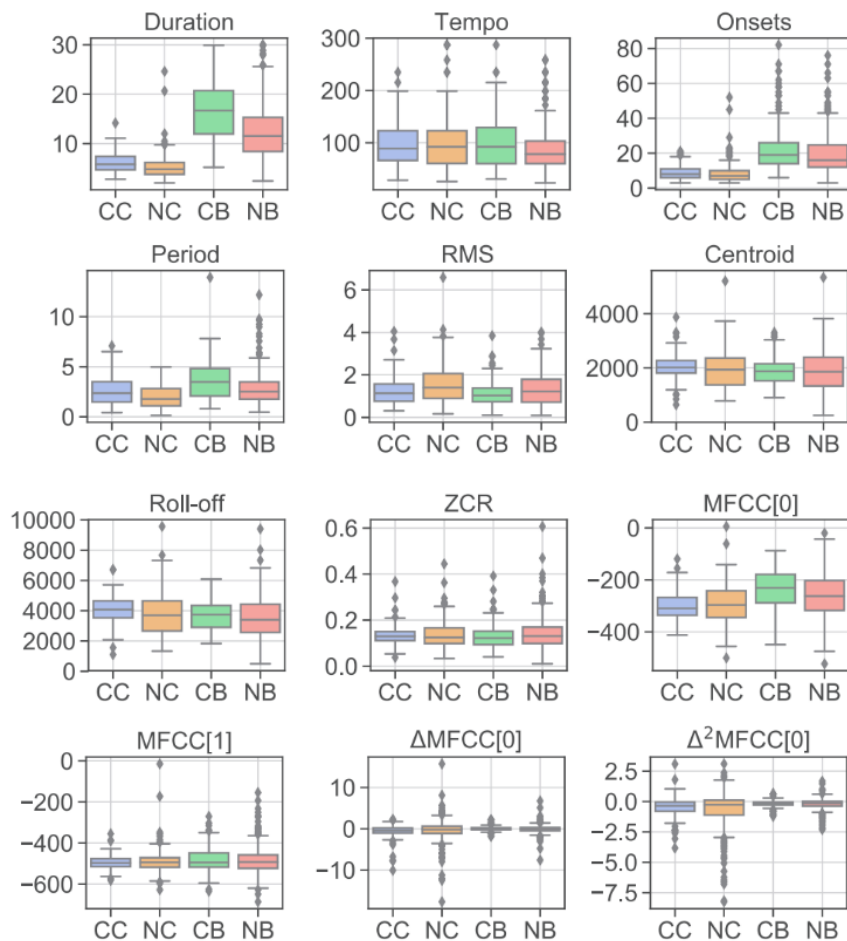 Duration Tempo Onsets
30 300 80
20 200 60
10 100 40
20
0
CC NC CB NB CC NC CB NB CC NC CB NB
Period RMS Centroid
10 6 4000
5 4 2000
0 2 0
0
CC NC CB NB CC NC CB NB CC NC CB NB
Roll-off ZCR MFCC[0]
10000 0.6 0
8000 0.4 −200
6000 0.2 −400
4000 0.0
2000
0
CC NC CB NB CC NC CB NB CC NC CB NB
MFCC[1] ΔMFCC[0] Δ²MFCC[0]
0 10 2.5
−200 0 0.0
−400 −10 −2.5
−600 −5.0
−7.5
CC NC CB NB CC NC CB NB CC NC CB NB